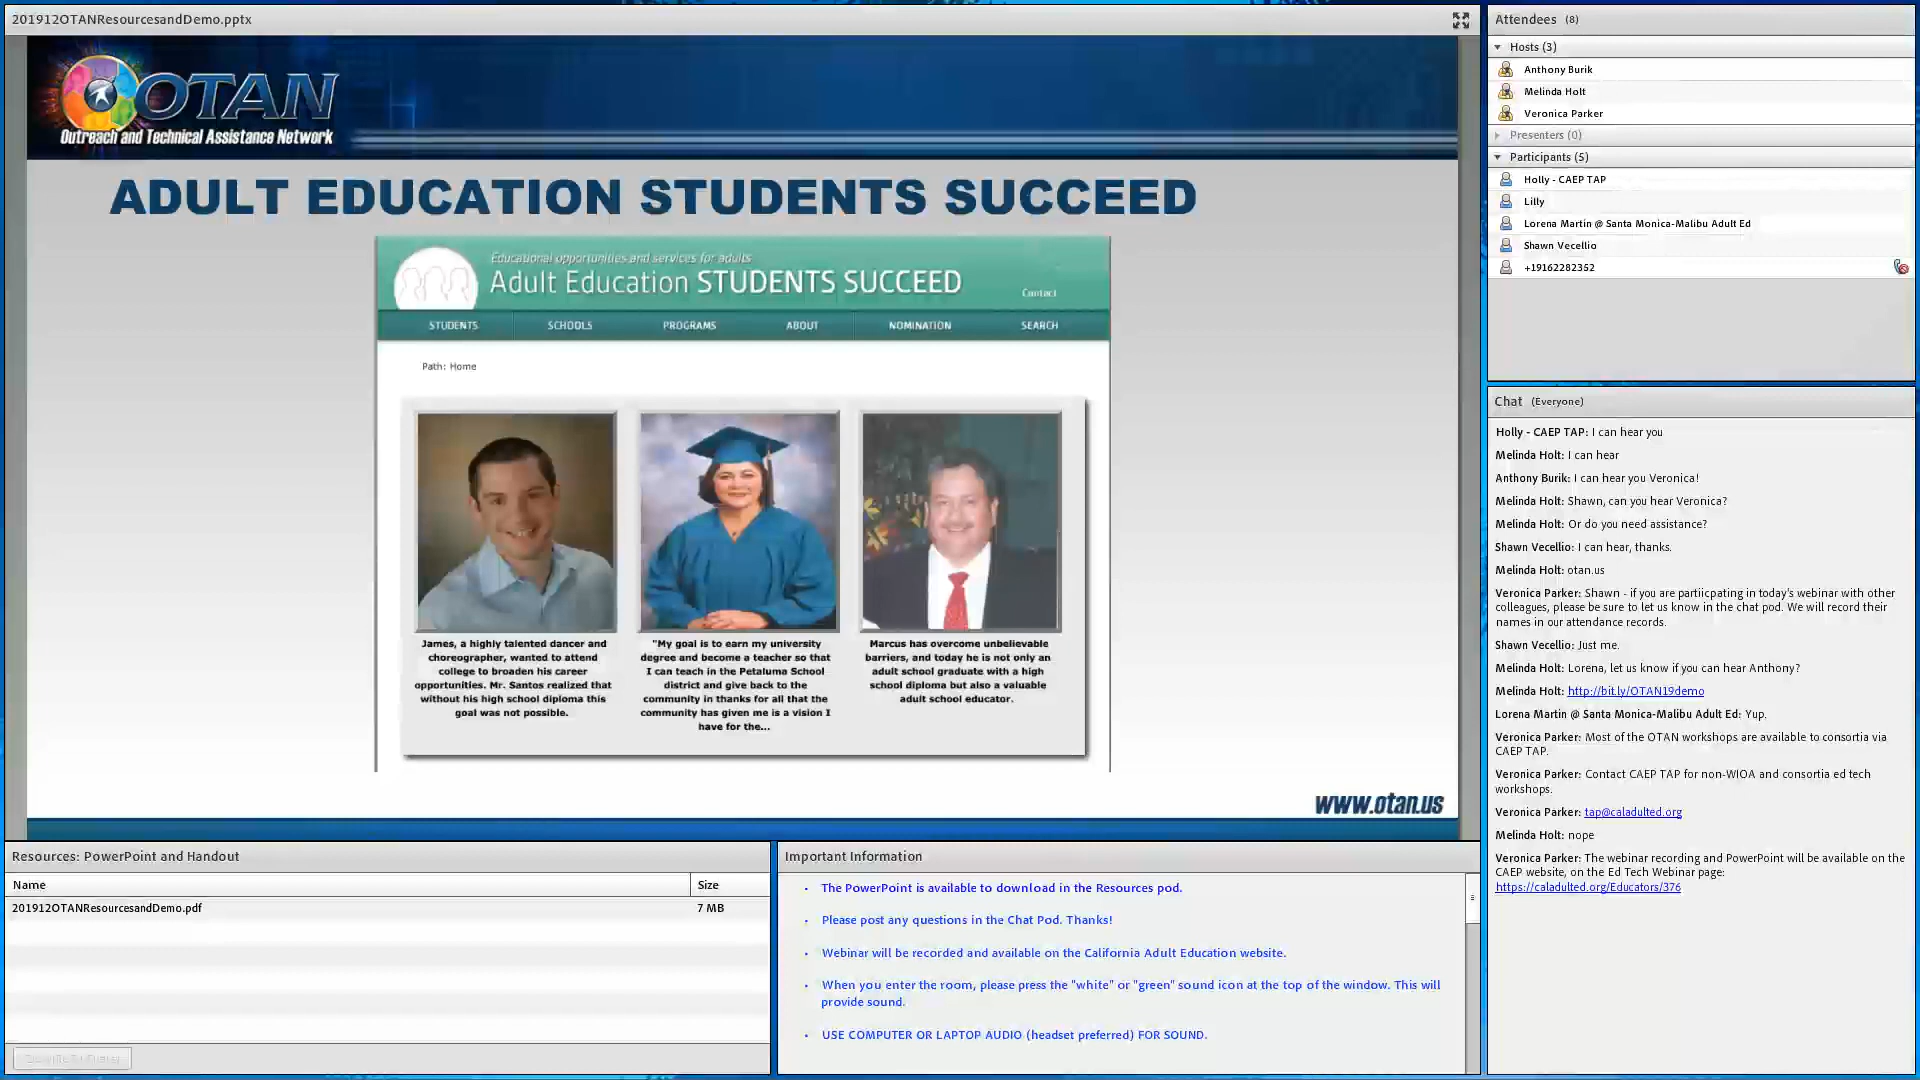 201912OTANResourcesandDemo.pptx
OTAN
Outreach and Technical Assistance Network
ADULT EDUCATION STUDENTS SUCCEED
Educational opportunities and services for adults
Adult Education STUDENTS SUCCEED
Contact
STUDENTS
SCHOOLS
PROGRAMS
ABOUT
NOMINATION
SEARCH
Path: Home
James, a highly talented dancer and
choreographer, wanted to attend
college to broaden his career
opportunities. Mr. Santos realized that
without his high school diploma this
goal was not possible.
"My goal is to earn my university
degree and become a teacher so that
I can teach in the Petaluma School
district and give back to the
community in thanks for all that the
community has given me is a vision I
have for the...
Marcus has overcome unbelievable
barriers, and today he is not only an
adult school graduate with a high
school diploma but also a valuable
adult school educator.
www.otan.us
Resources: PowerPoint and Handout
Name
Size
201912OTANResourcesandDemo.pdf
7 MB
Important Information
• The PowerPoint is available to download in the Resources pod.
• Please post any questions in the Chat Pod. Thanks!
• Webinar will be recorded and available on the California Adult Education website.
• When you enter the room, please press the "white" or "green" sound icon at the top of the window. This will
provide sound.
• USE COMPUTER OR LAPTOP AUDIO (headset preferred) FOR SOUND.
Attendees (8)
Hosts (3)
Anthony Burik
Melinda Holt
Veronica Parker
Presenters (0)
Participants (5)
Holly - CAEP TAP
Lilly
Lorena Martin @ Santa Monica-Malibu Adult Ed
Shawn Vecellio
+19162282352
Chat (Everyone)
Holly - CAEP TAP: I can hear you
Melinda Holt: I can hear
Anthony Burik: I can hear you Veronica!
Melinda Holt: Shawn, can you hear Veronica?
Melinda Holt: Or do you need assistance?
Shawn Vecellio: I can hear, thanks.
Melinda Holt: otan.us
Veronica Parker: Shawn - if you are partiicpating in today's webinar with other
colleagues, please be sure to let us know in the chat pod. We will record their
names in our attendance records.
Shawn Vecellio: Just me.
Melinda Holt: Lorena, let us know if you can hear Anthony?
Melinda Holt: http://bit.ly/OTAN19demo
Lorena Martin @ Santa Monica-Malibu Adult Ed: Yup.
Veronica Parker: Most of the OTAN workshops are available to consortia via
CAEP TAP.
Veronica Parker: Contact CAEP TAP for non-WIOA and consortia ed tech
workshops.
Veronica Parker: tap@caladulted.org
Melinda Holt: nope
Veronica Parker: The webinar recording and PowerPoint will be available on the
CAEP website, on the Ed Tech Webinar page:
https://caladulted.org/Educators/376